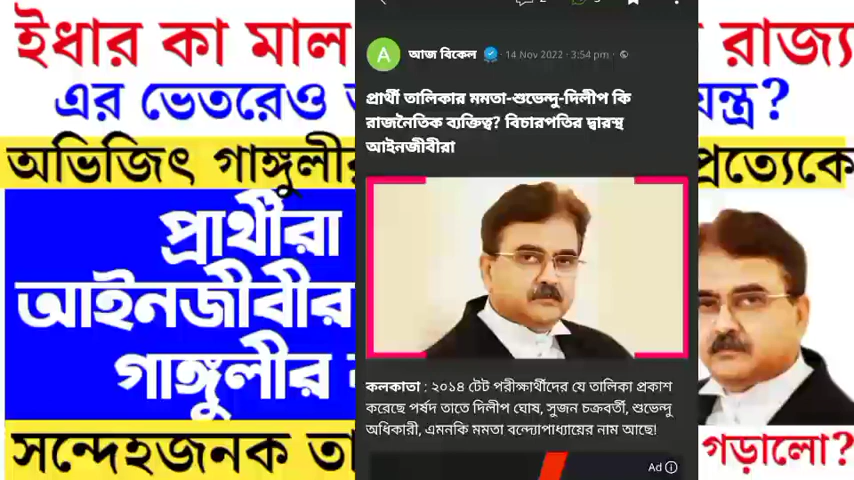 ইধার কা মাল
রাজ্য
এর ভেতরেও
যন্ত্র?
অভিজিৎ গাঙ্গুলীর
প্রত্যেকে
প্রার্থীরা
আইনজীবীর
গাঙ্গুলীর
সন্দেহজনক তা
গড়ালো?
A
আজ বিকেল
14 Nov 2022 · 3:54 pm ·
প্রার্থী তালিকার মমতা-শুভেন্দু-দিলীপ কি
রাজনৈতিক ব্যক্তিত্ব? বিচারপতির দ্বারস্থ
আইনজীবীরা
কলকাতা : ২০১৪ টেট পরীক্ষার্থীদের যে তালিকা প্রকাশ
করেছে পর্ষদ তাতে দিলীপ ঘোষ, সুজন চক্রবর্তী, শুভেন্দু
অধিকারী, এমনকি মমতা বন্দ্যোপাধ্যায়ের নাম আছে!
Ad